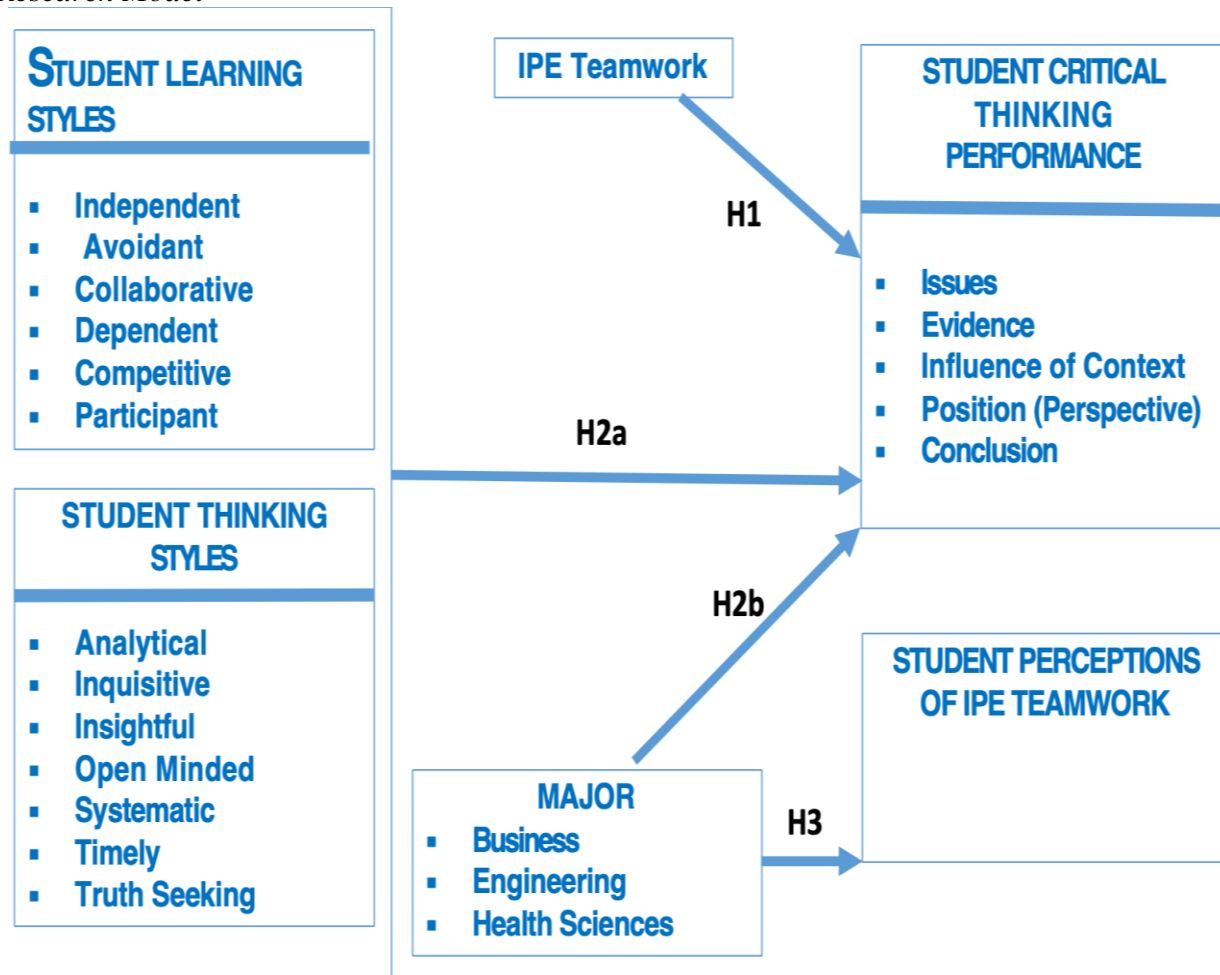 Research Model
STUDENT LEARNING
STYLES
▪ Independent
▪ Avoidant
▪ Collaborative
▪ Dependent
▪ Competitive
▪ Participant
STUDENT THINKING
STYLES
▪ Analytical
▪ Inquisitive
▪ Insightful
▪ Open Minded
▪ Systematic
▪ Timely
▪ Truth Seeking
IPE Teamwork
H1
H2a
H2b
MAJOR
▪ Business
▪ Engineering
▪ Health Sciences
H3
STUDENT CRITICAL
THINKING
PERFORMANCE
▪ Issues
▪ Evidence
▪ Influence of Context
▪ Position (Perspective)
▪ Conclusion
STUDENT PERCEPTIONS
OF IPE TEAMWORK